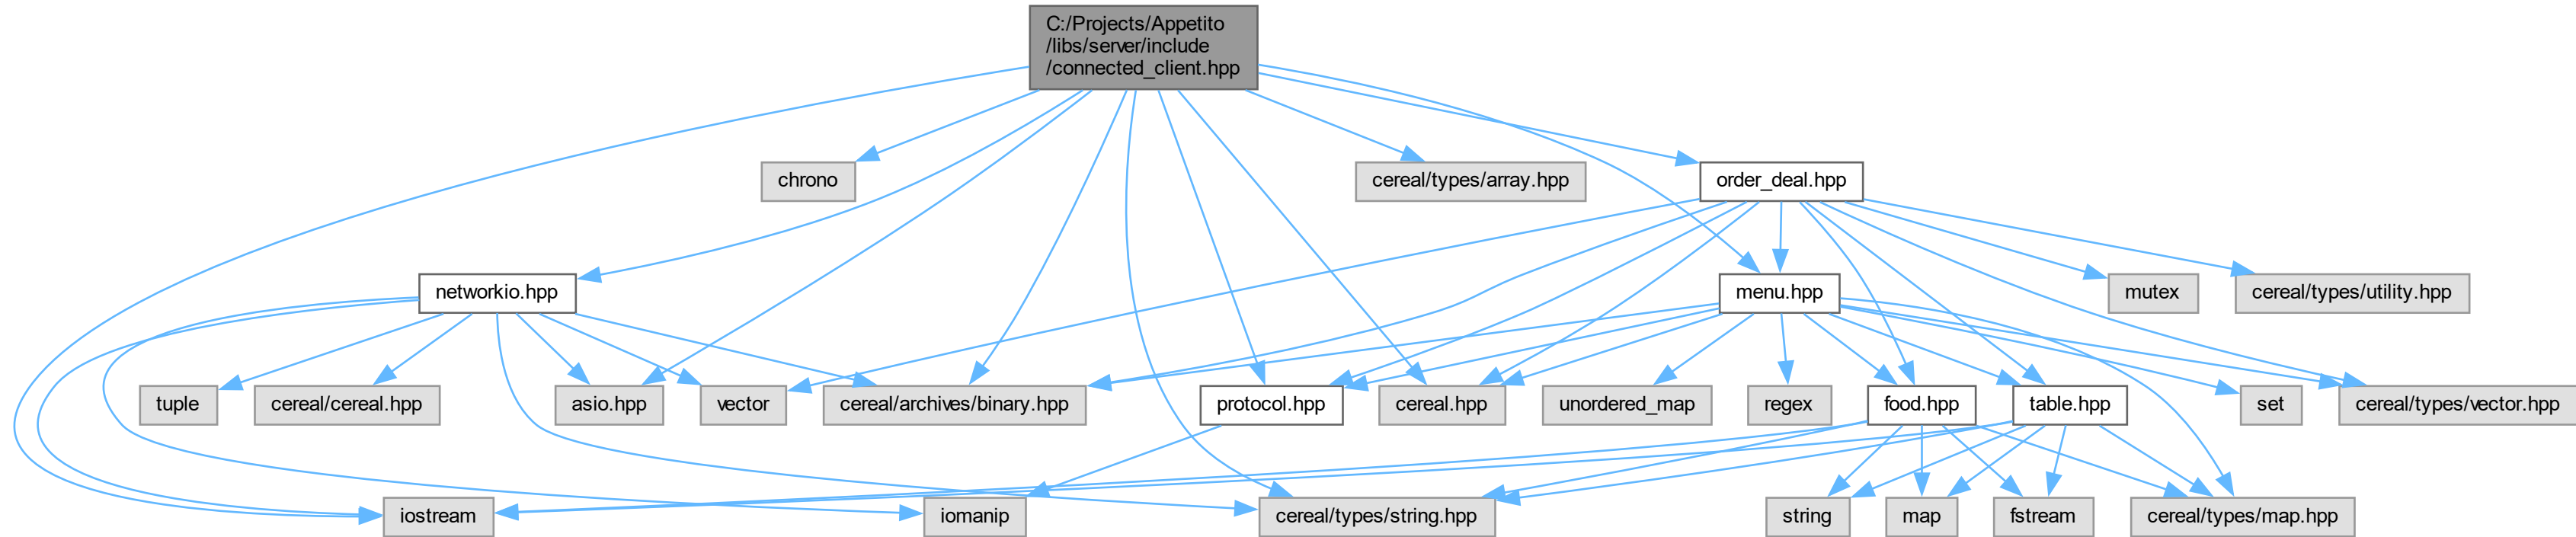 C:/Projects/Appetito
/libs/server/include
/connected_client.hpp
chrono
cereal/types/array.hpp
order_deal.hpp
networkio.hpp
menu.hpp
mutex
cereal/types/utility.hpp
tuple
cereal/cereal.hpp
asio.hpp
vector
cereal/archives/binary.hpp
protocol.hpp
cereal.hpp
unordered_map
regex
food.hpp
table.hpp
set
cereal/types/vector.hpp
iostream
iomanip
cereal/types/string.hpp
string
map
fstream
cereal/types/map.hpp